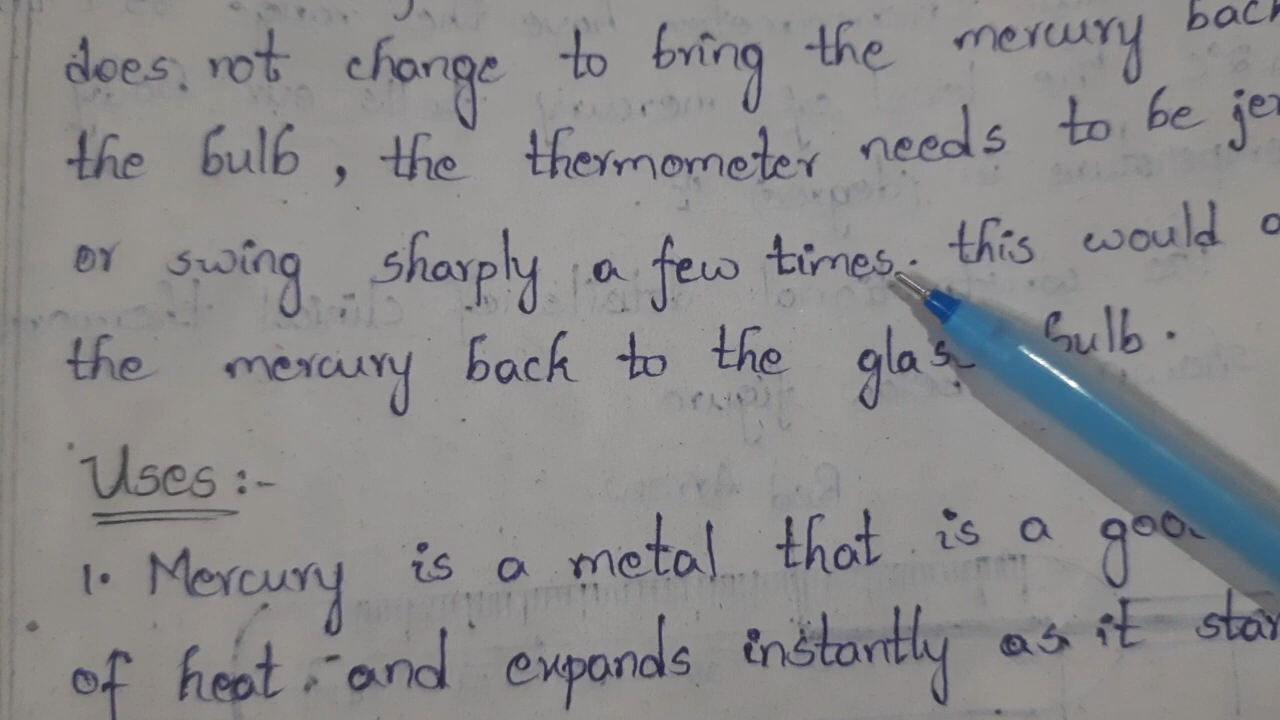 does not change to bring the mercury back
the bulb, the thermometer needs to be
or swing sharply a few times. this would
the mercury back to the bulb.
Uses :-
1. Mercury is a metal that is a
of heat. and expands instantly as it